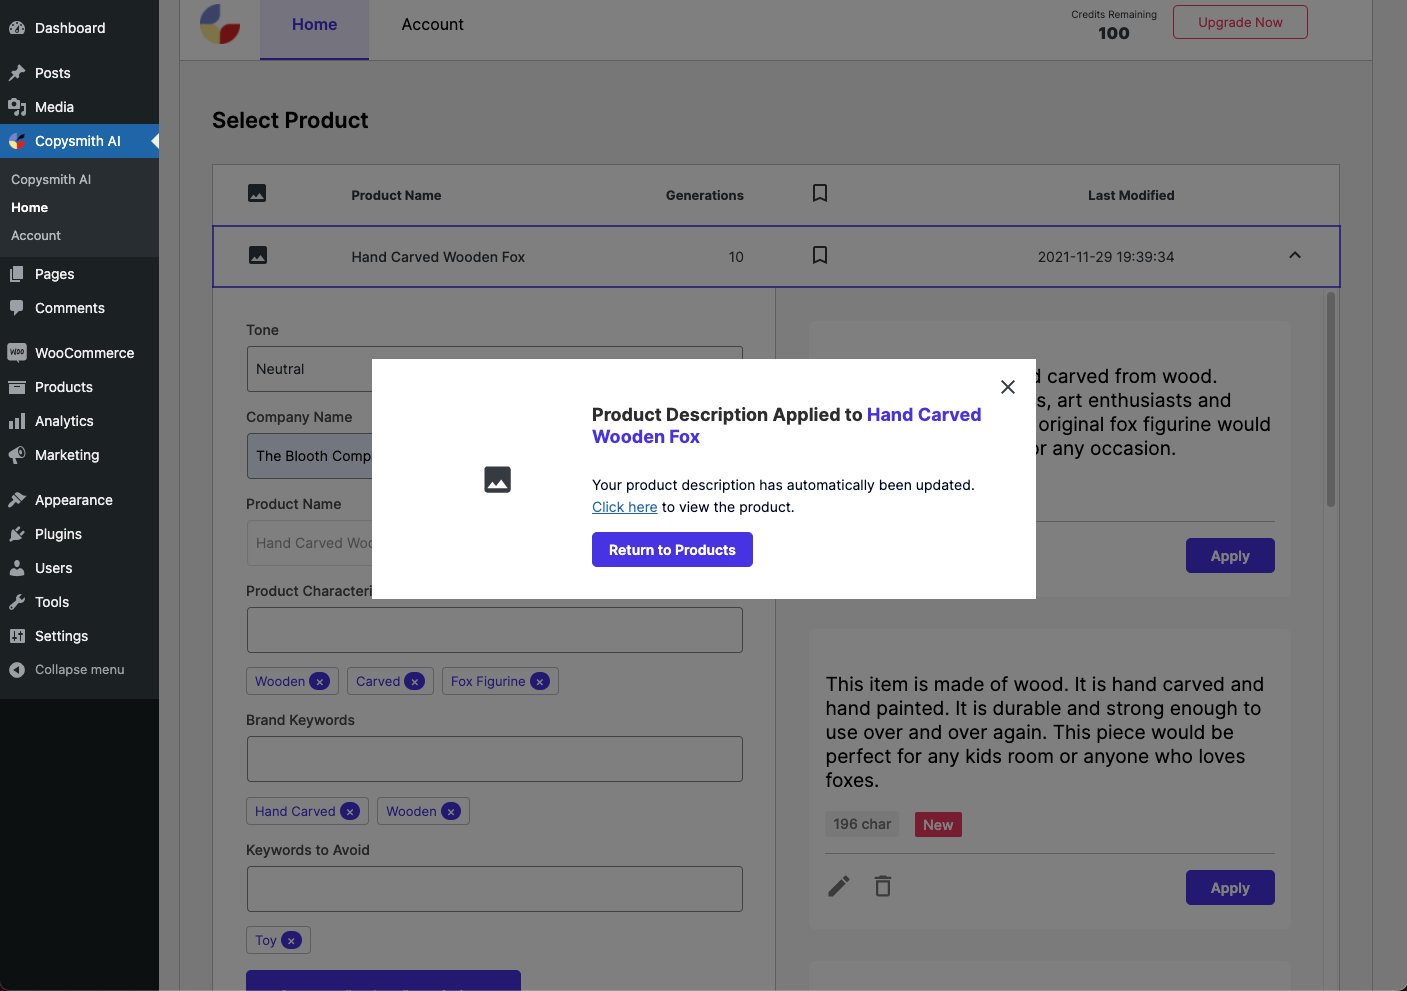 Dashboard
Posts
Media
Copysmith AI
Copysmith AI
Home
Account
Pages
Comments
WooCommerce
Products
Analytics
Marketing
Appearance
Plugins
Users
Tools
Settings
Collapse menu
Home
Account
Credits Remaining
100
Upgrade Now
Select Product
Product Name
Generations
Last Modified
Hand Carved Wooden Fox
10
2021-11-29 19:39:34
Tone
Neutral
Company Name
The Blooth Comp
Product Name
Hand Carved Woo
Product Characteri
Wooden
Carved
Fox Figurine
Brand Keywords
Hand Carved
Wooden
Keywords to Avoid
Toy
Product Description Applied to Hand Carved
Wooden Fox
Your product description has automatically been updated.
Click here to view the product.
Return to Products
carved from wood.
art enthusiasts and
original fox figurine would
any occasion.
Apply
This item is made of wood. It is hand carved and
hand painted. It is durable and strong enough to
use over and over again. This piece would be
perfect for any kids room or anyone who loves
foxes.
196 char
New
Apply